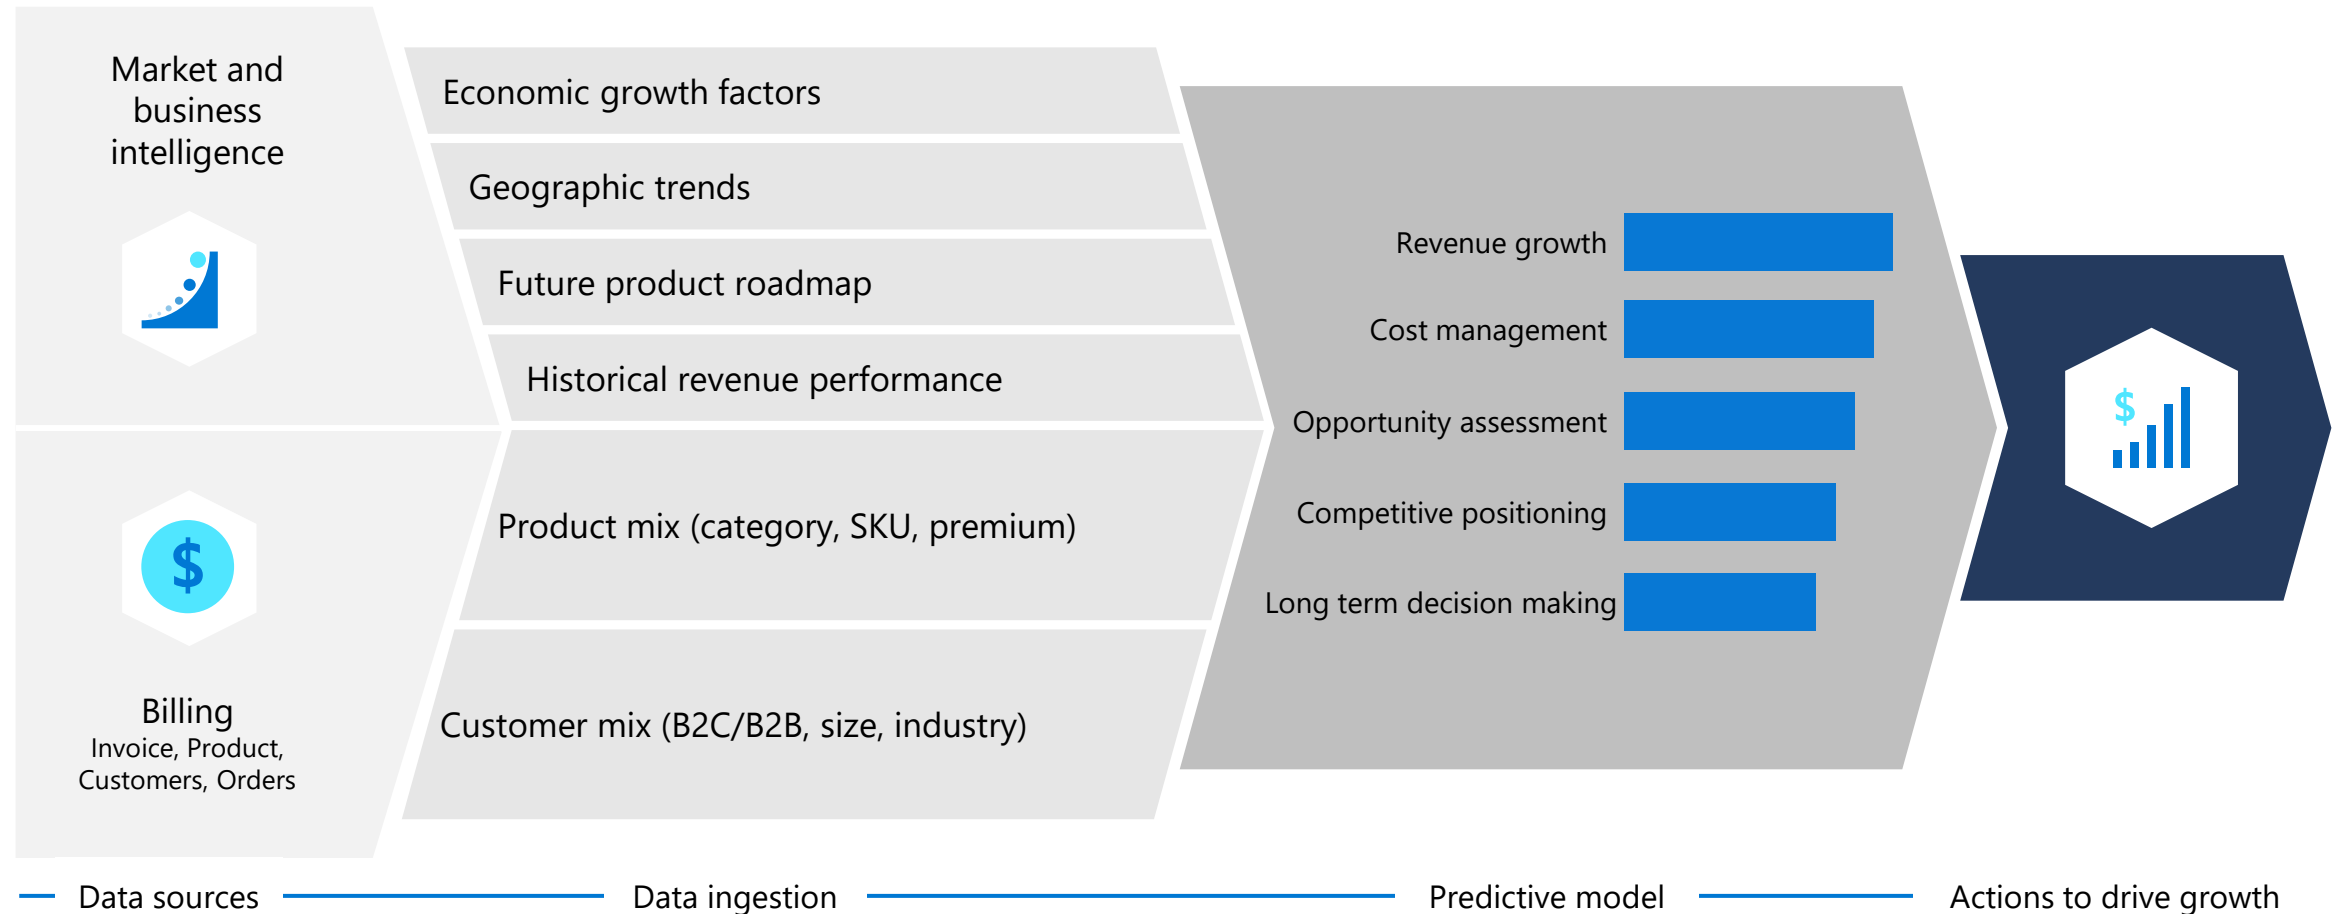 Market and
business
intelligence
$
Billing
Invoice, Product,
Customers, Orders
Economic growth factors
Geographic trends
Future product roadmap
Historical revenue performance
Product mix (category, SKU, premium)
Customer mix (B2C/B2B, size, industry)
Revenue growth
Cost management
Opportunity assessment
Competitive positioning
Long term decision making
$
Data sources
Data ingestion
Predictive model
Actions to drive growth